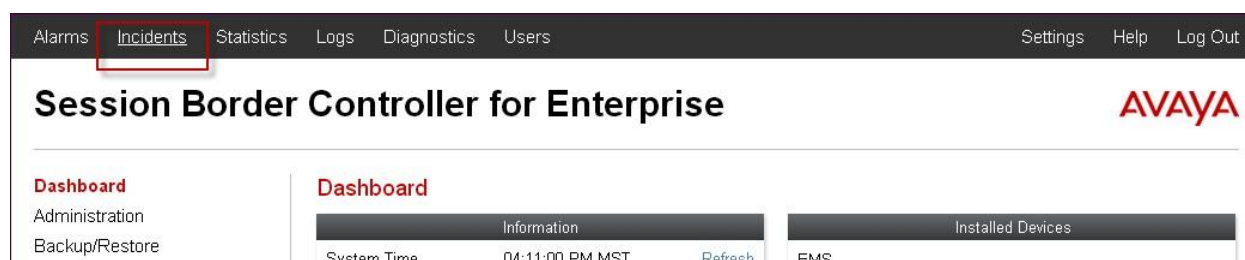 Alarms Incidents Statistics Logs Diagnostics Users Settings Help Log Out
Session Border Controller for Enterprise AVAYA
Dashboard
Administration
Backup/Restore
Dashboard
Information
System Time 04:11:00 PM MST Refresh
Installed Devices
EMS